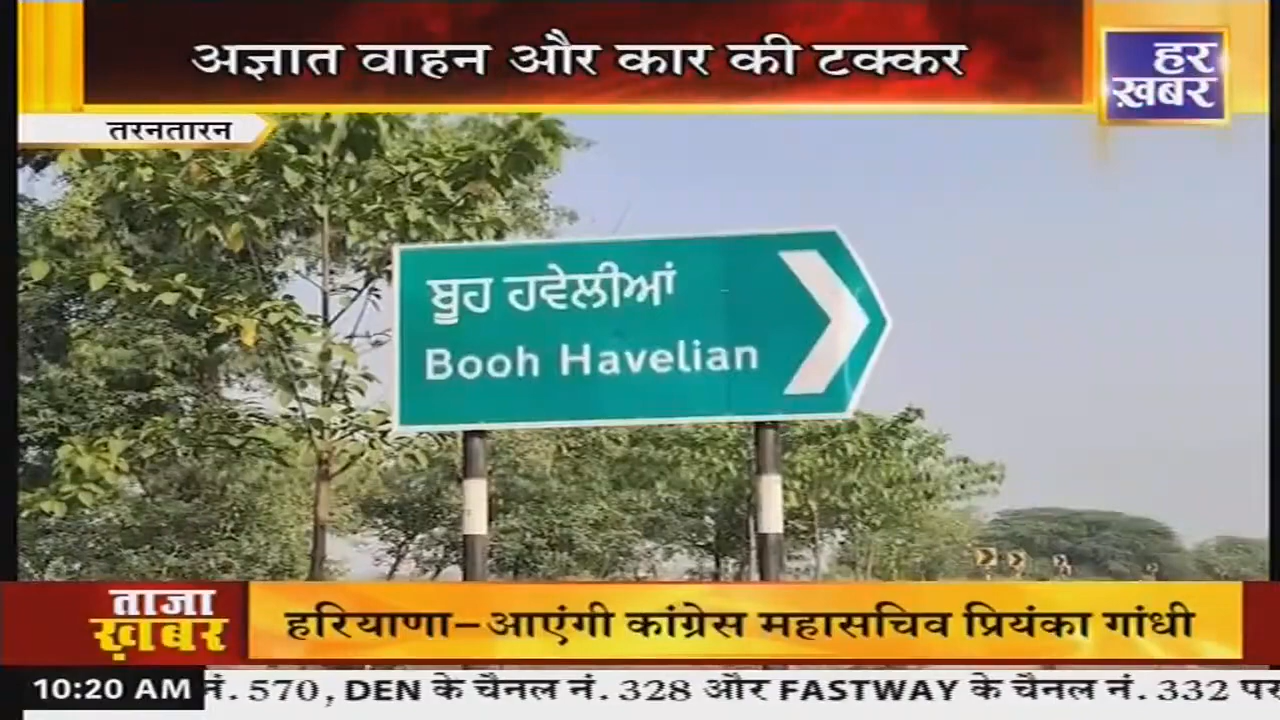 अज्ञात वाहन और कार की टक्कर
हर
ख़बर
तरनतारन
ਬੂਹ ਹਵੇਲੀਆਂ
Booh Havelian
ताजा
ख़बर
हरियाणा-आएंगी कांग्रेस महासचिव प्रियंका गांधी
10:20 AM
नं. 570, DEN के चैनल नं. 328 और FASTWAY के चैनल नं. 332 पर